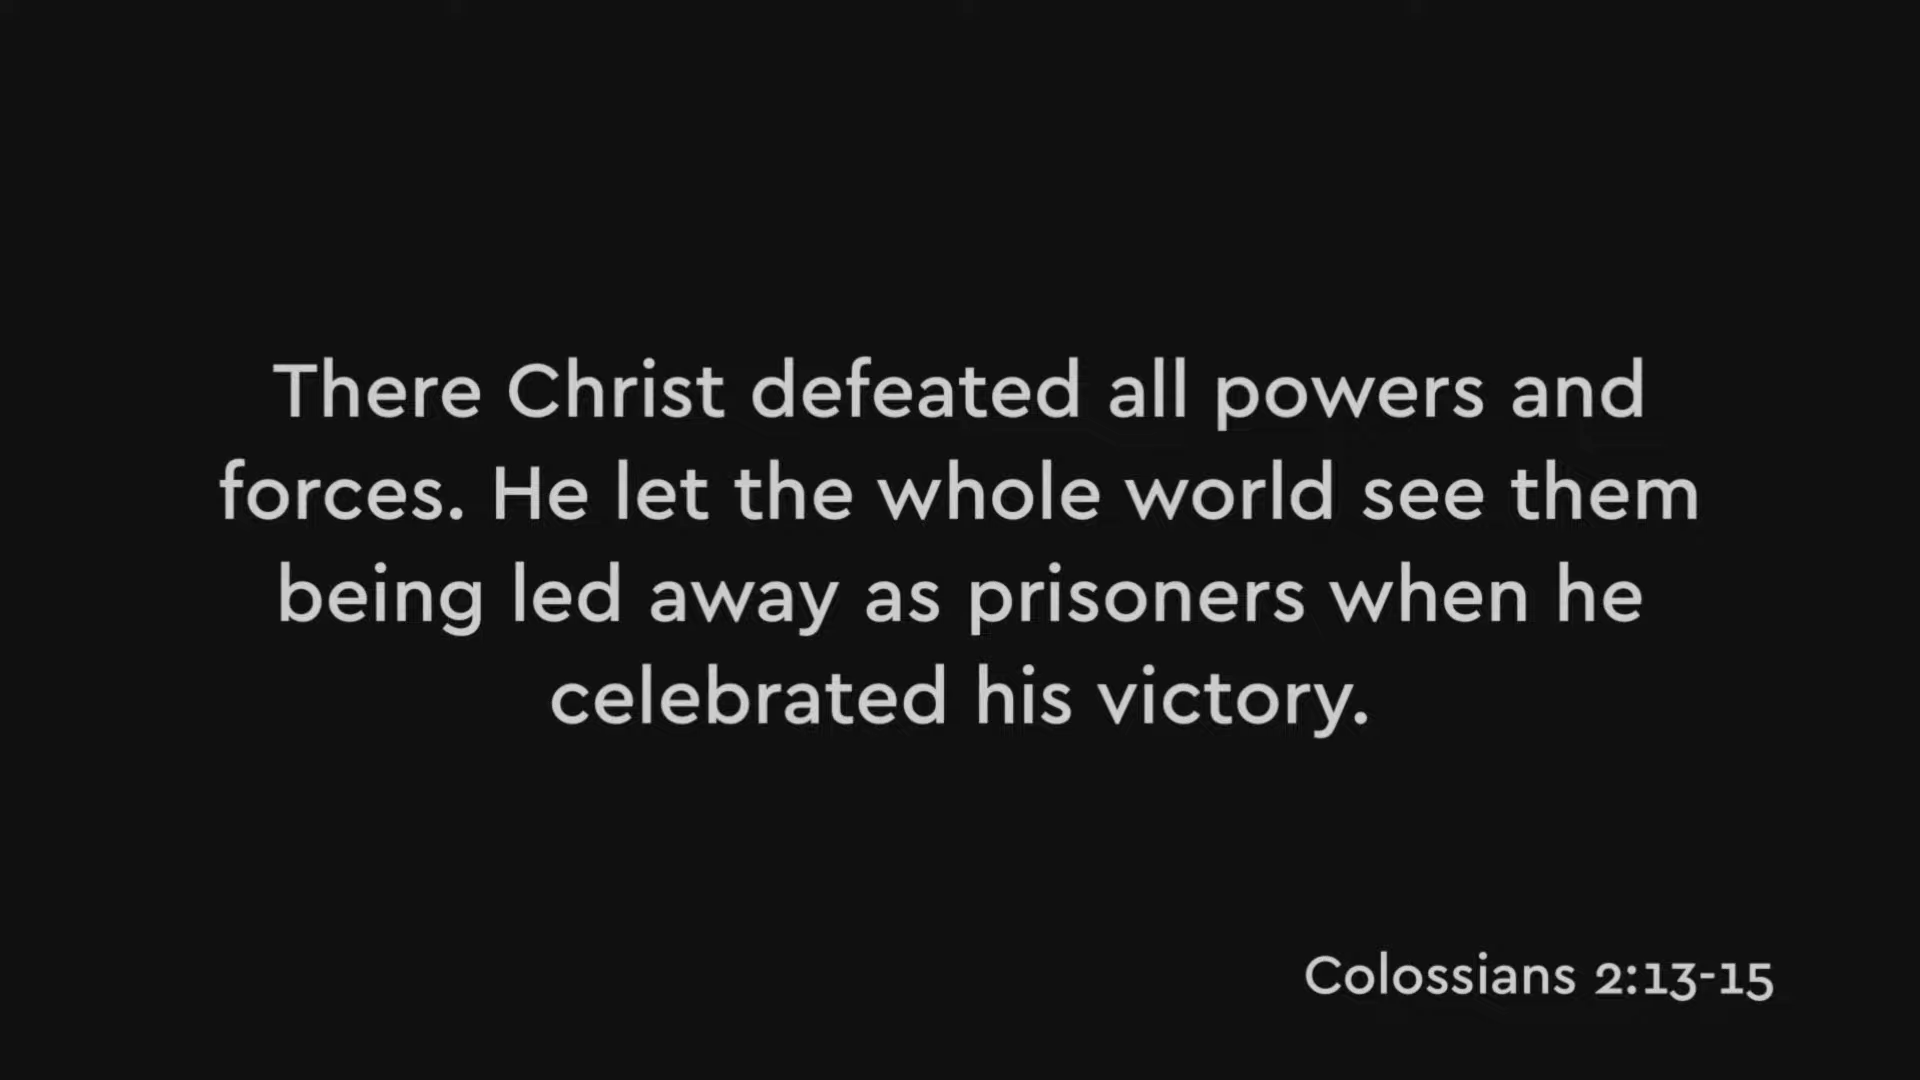 There Christ defeated all powers and
forces. He let the whole world see them
being led away as prisoners when he
celebrated his victory.
Colossians 2:13-15